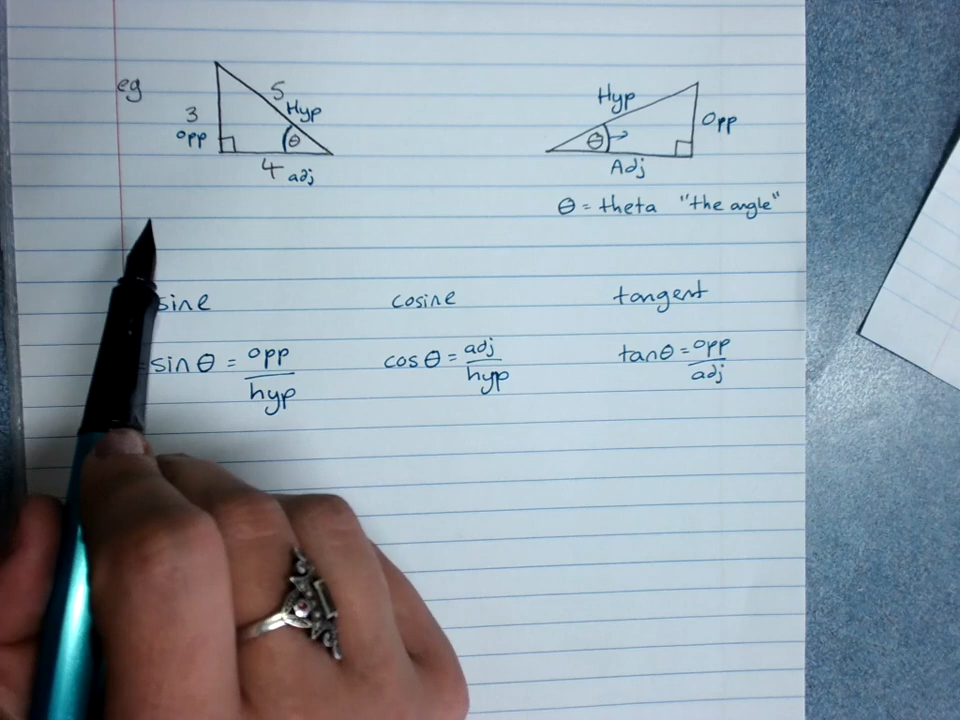 eg
3
opp
5
Hyp
θ
4 adj
Hyp
Opp
θ
Adj
θ = theta "the angle"
sine cosine tangent
sin θ = opp/hyp cos θ = adj/hyp tan θ = opp/adj